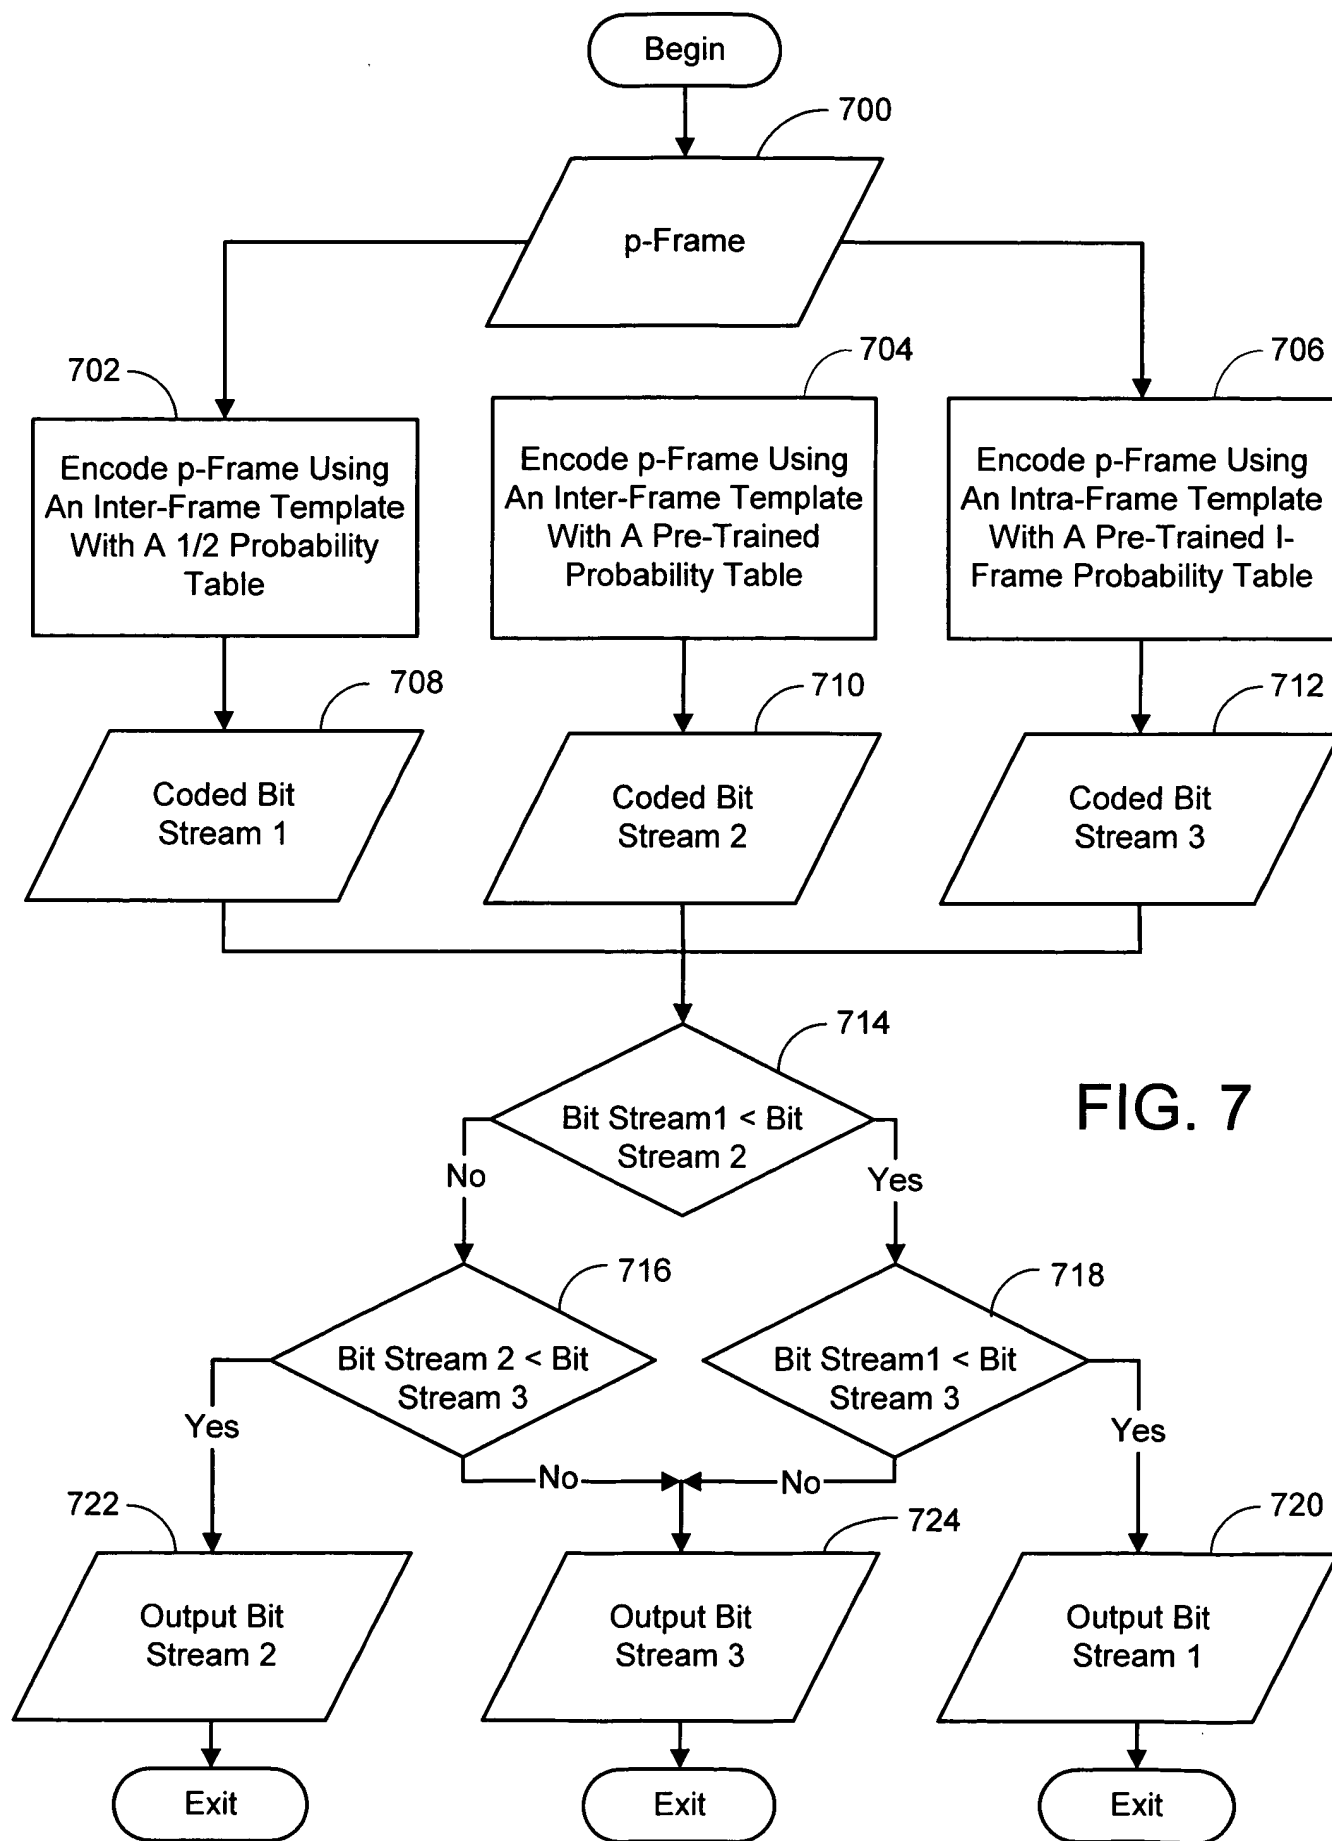 Begin
700
p-Frame
702
704
706
Encode p-Frame Using
An Inter-Frame Template
With A 1/2 Probability
Table
Encode p-Frame Using
An Inter-Frame Template
With A Pre-Trained
Probability Table
Encode p-Frame Using
An Intra-Frame Template
With A Pre-Trained I-
Frame Probability Table
708
710
712
Coded Bit
Stream 1
Coded Bit
Stream 2
Coded Bit
Stream 3
714
Bit Stream1 < Bit
Stream 2
FIG. 7
No
Yes
716
718
Bit Stream 2 < Bit
Stream 3
Bit Stream1 < Bit
Stream 3
Yes
No
No
Yes
722
724
720
Output Bit
Stream 2
Output Bit
Stream 3
Output Bit
Stream 1
Exit
Exit
Exit